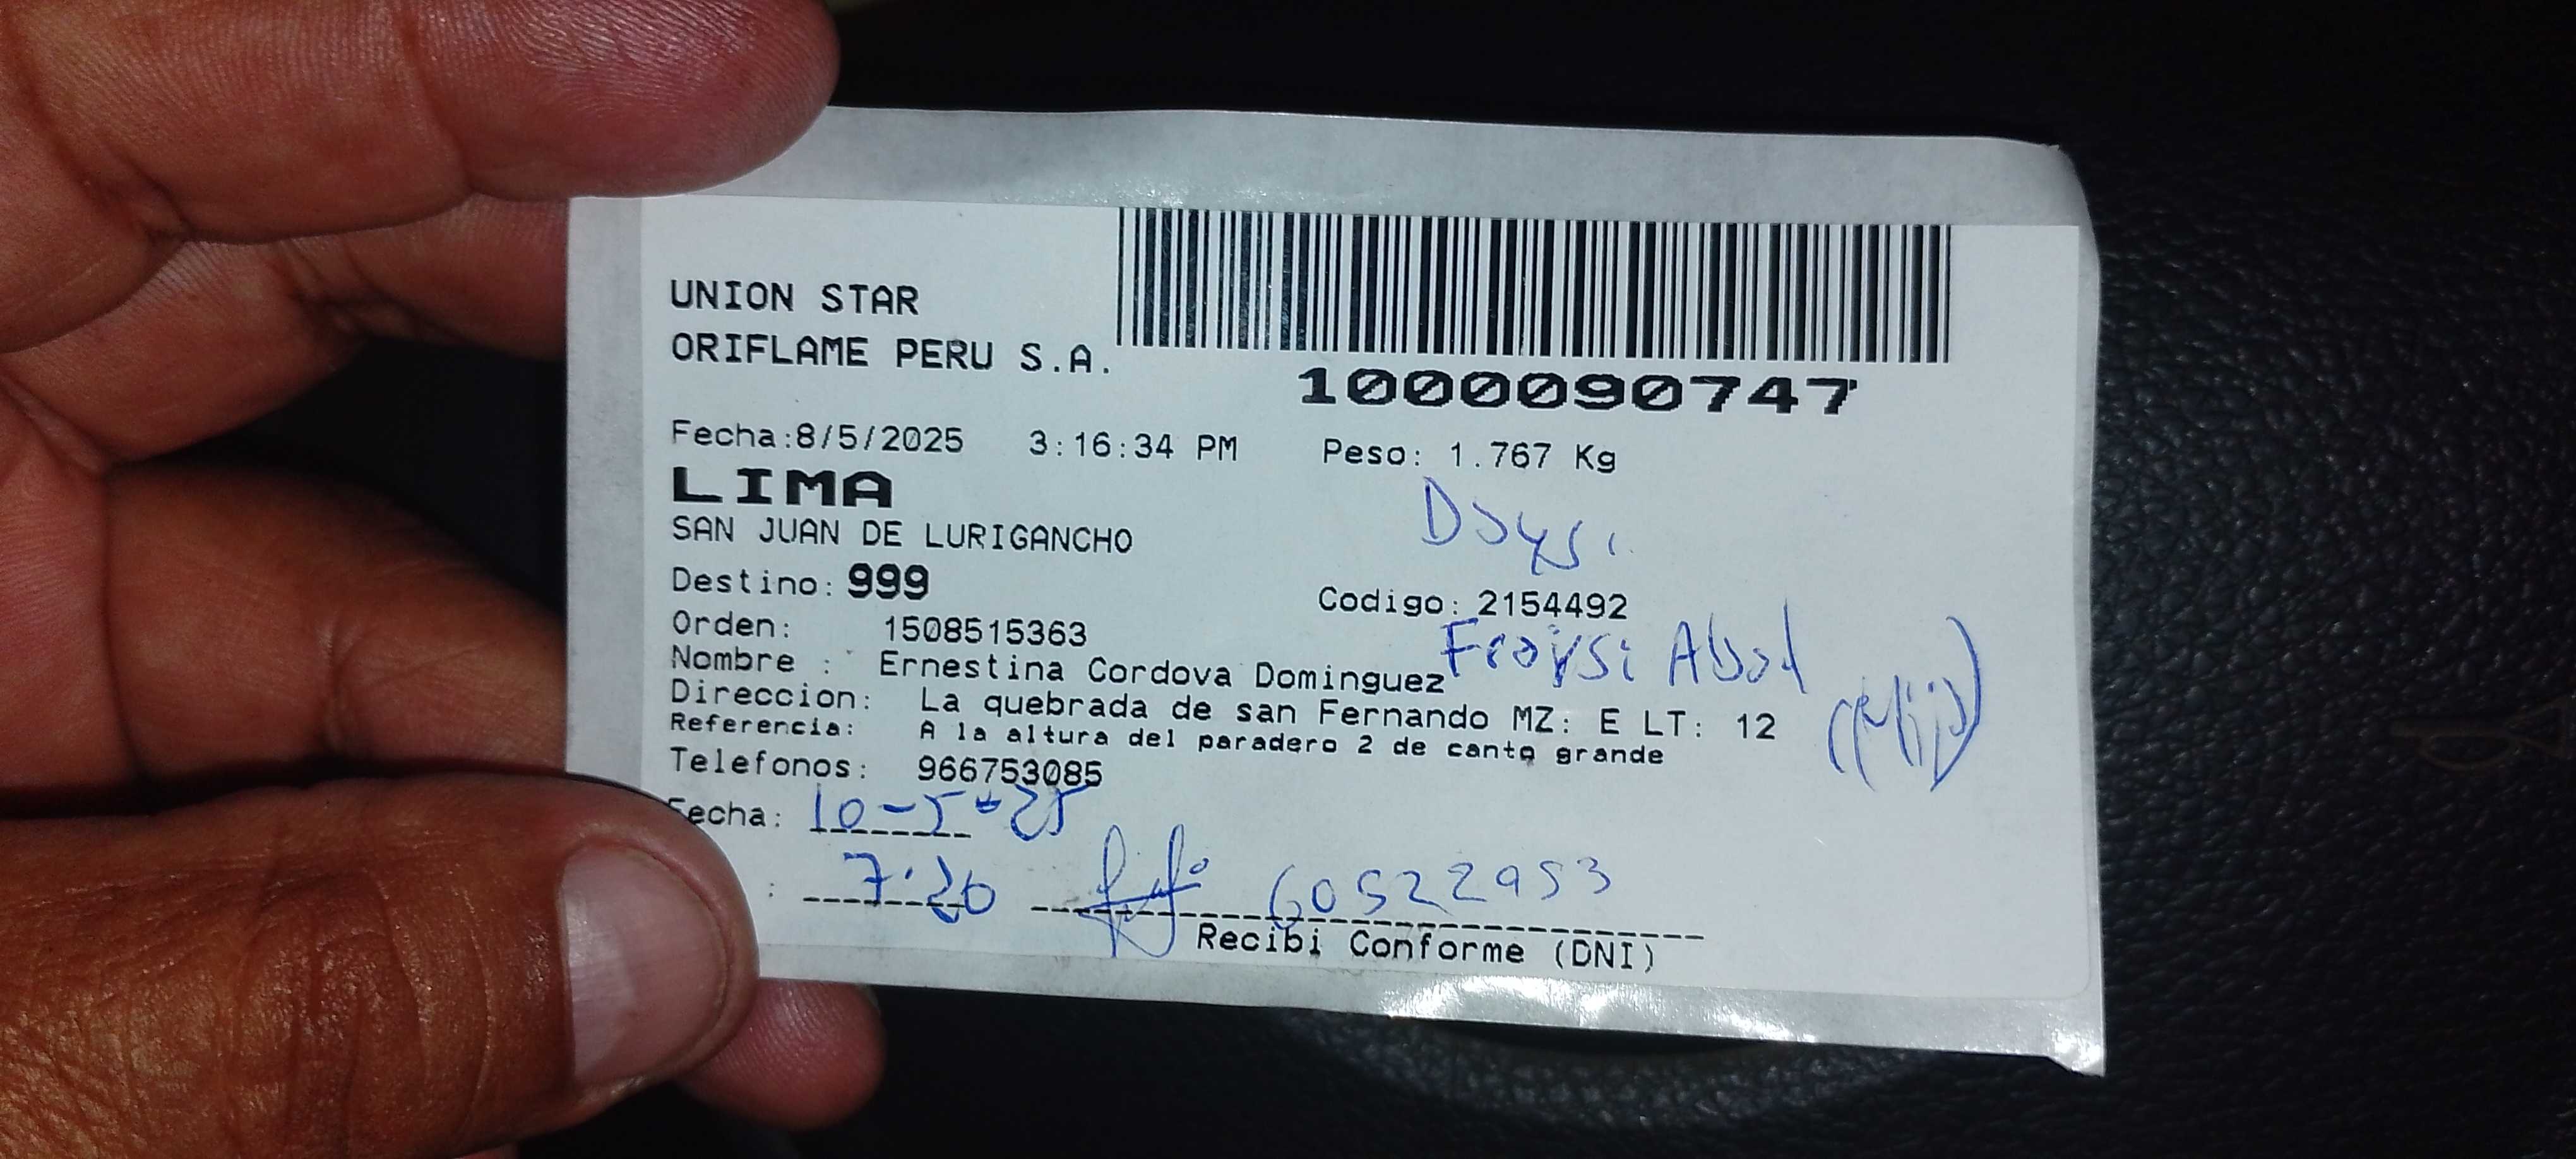 UNION STAR
ORIFLAME PERU S.A.
1000090747
Fecha:8/5/2025 3:16:34 PM Peso: 1.767 Kg
LIMA
SAN JUAN DE LURIGANCHO
Destino: 999
Codigo: 2154492
Orden: 1508515363
Nombre : Ernestina Cordova Dominguez
Direccion: La quebrada de san Fernando MZ: E LT: 12
Referencia: A la altura del paradero 2 de canto grande
Telefonos: 966753085
Fecha: 10-5-25
: 7:20 60522953
Recibi Conforme (DNI)